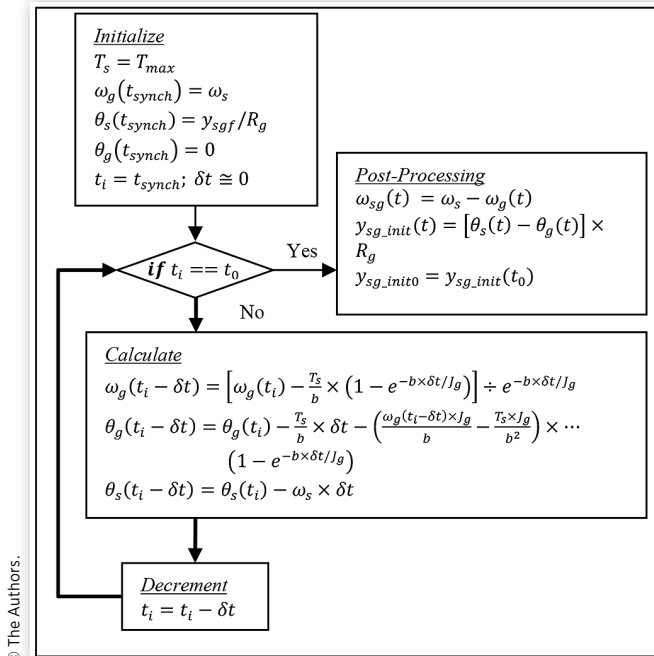 Initialize
T_s = T_max
ω_g(t_synch) = ω_s
θ_s(t_synch) = y_sgf/R_g
θ_g(t_synch) = 0
t_i = t_synch; δt ≅ 0
Post-Processing
ω_sg(t) = ω_s − ω_g(t)
y_sg_init(t) = [θ_s(t) − θ_g(t)] ×
R_g
y_sg_init0 = y_sg_init(t_0)
if t_i == t_0
Yes
No
Calculate
ω_g(t_i − δt) = [ω_g(t_i) − T_s/b × (1 − e^(−b×δt/J_g))] ÷ e^(−b×δt/J_g)
θ_g(t_i − δt) = θ_g(t_i) − T_s/b × δt − (ω_g(t_i−δt)×J_g/b − T_s×J_g/b²) × ⋯
(1 − e^(−b×δt/J_g))
θ_s(t_i − δt) = θ_s(t_i) − ω_s × δt
Decrement
t_i = t_i − δt
The Authors.